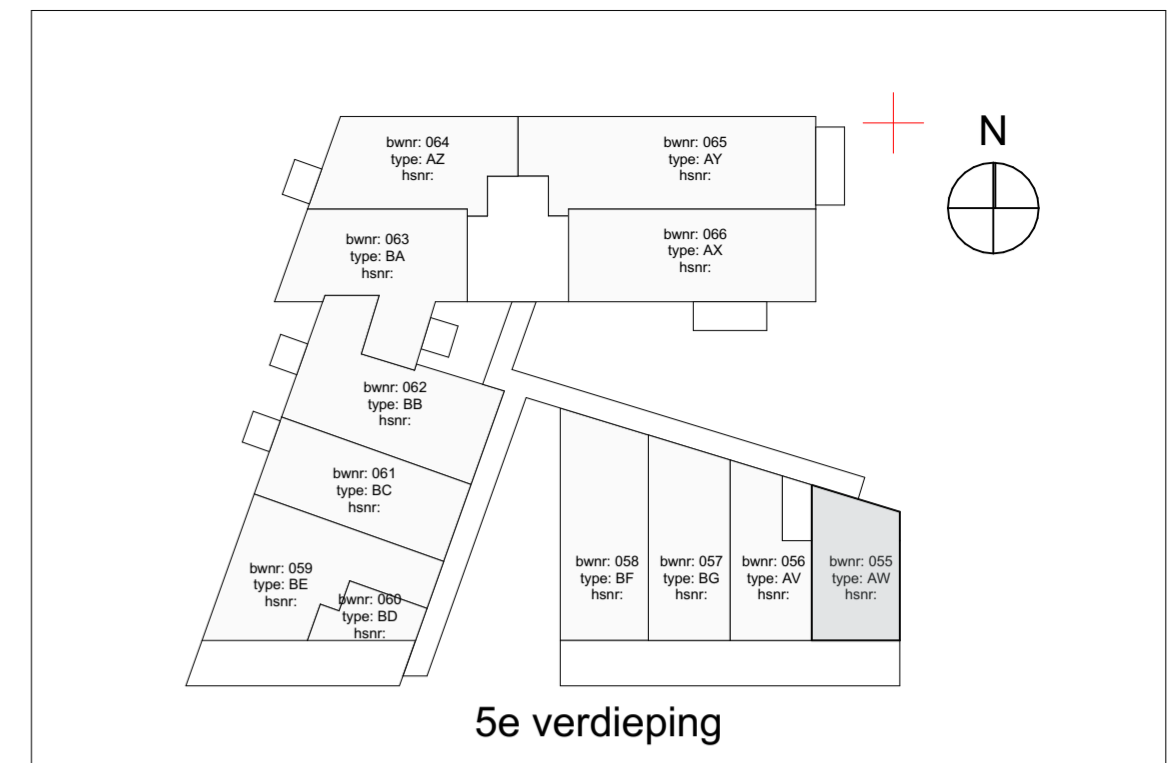 bwnr: 064
type: AZ
hsnr:
bwnr: 065
type: AY
hsnr:
N
bwnr: 063
type: BA
hsnr:
bwnr: 066
type: AX
hsnr:
bwnr: 062
type: BB
hsnr:
bwnr: 061
type: BC
hsnr:
bwnr: 059
type: BE
hsnr:
bwnr: 060
type: BD
hsnr:
bwnr: 058
type: BF
hsnr:
bwnr: 057
type: BG
hsnr:
bwnr: 056
type: AV
hsnr:
bwnr: 055
type: AW
hsnr:
5e verdieping